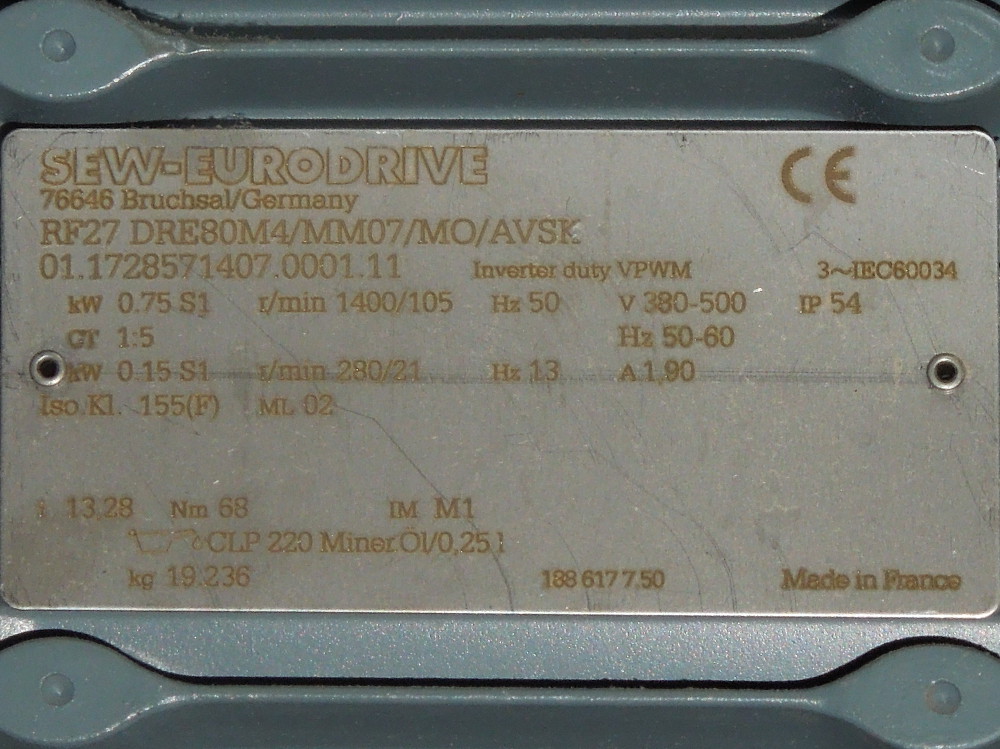 SEW-EURODRIVE CE
76646 Bruchsal/Germany
RF27 DRE80M4/MM07/MO/AVSK
01.1728571407.0001.11 Inverter duty VPWM 3~IEC60034
kW 0.75 S1 r/min 1400/105 Hz 50 V 380-500 IP 54
GT 1:5 Hz 50-60
kW 0.15 S1 r/min 280/21 Hz 13 A 1,90
Iso.Kl. 155(F) ML 02
i 13,28 Nm 68 IM M1
CLP 220 Miner.Öl/0,25 l
kg 19.236 188 617 7.50 Made in France